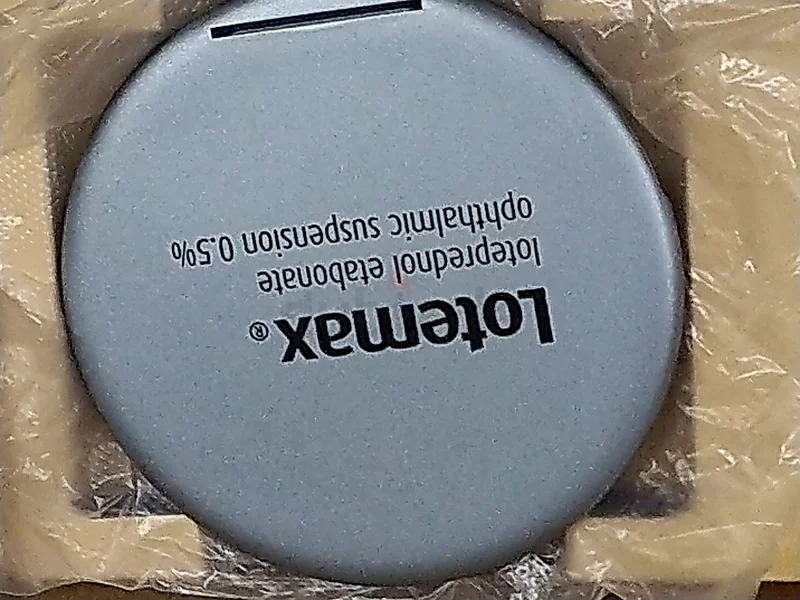 Lotemax®
loteprednol etabonate
ophthalmic suspension 0.5%